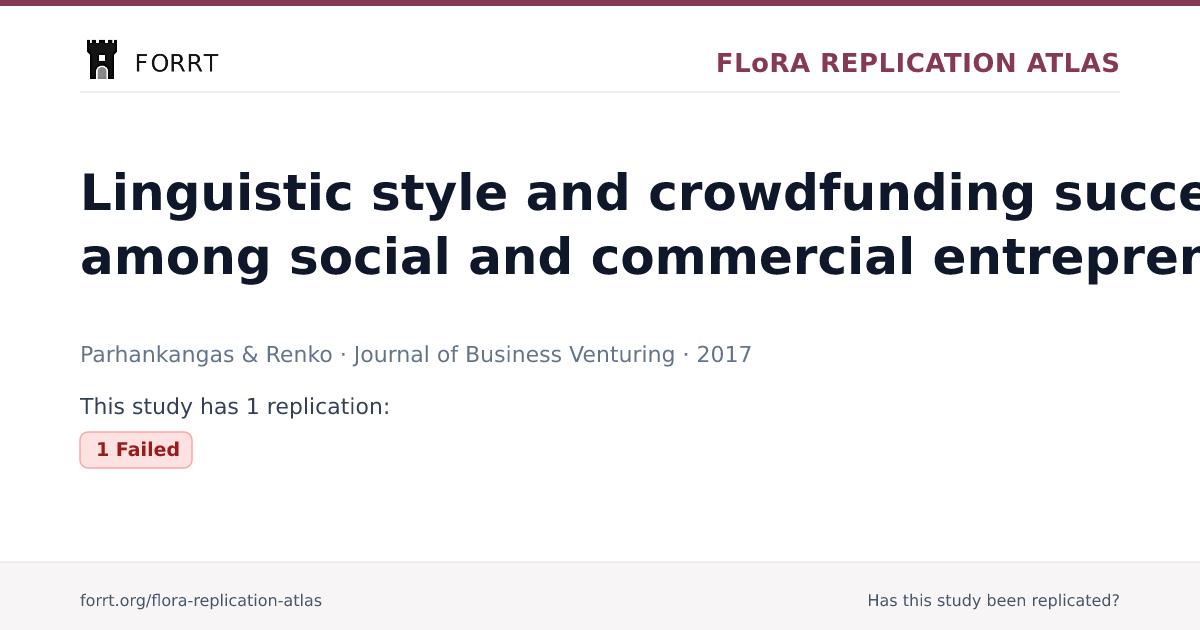 FORRT
FLoRA REPLICATION ATLAS
Linguistic style and crowdfunding succe
among social and commercial entrepren
Parhankangas & Renko · Journal of Business Venturing · 2017
This study has 1 replication:
1 Failed
forrt.org/flora-replication-atlas
Has this study been replicated?